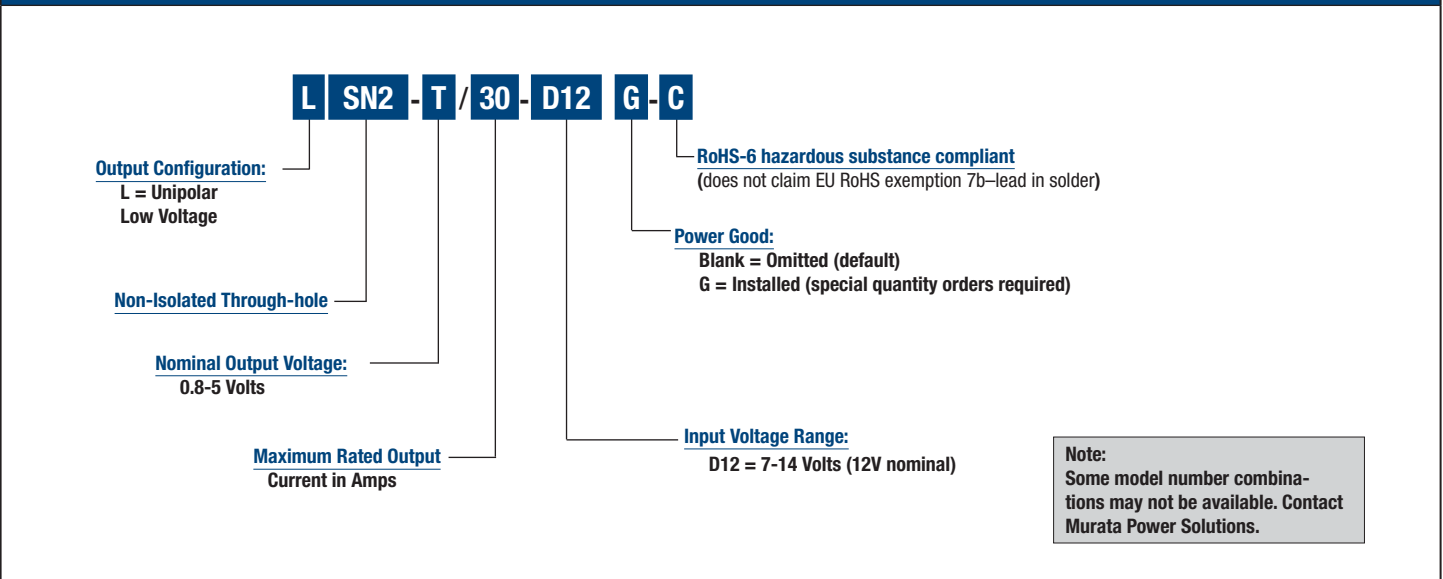 L SN2 - T / 30 - D12 G - C
Output Configuration:
L = Unipolar
Low Voltage
Non-Isolated Through-hole
Nominal Output Voltage:
0.8-5 Volts
Maximum Rated Output
Current in Amps
RoHS-6 hazardous substance compliant
(does not claim EU RoHS exemption 7b–lead in solder)
Power Good:
Blank = Omitted (default)
G = Installed (special quantity orders required)
Input Voltage Range:
D12 = 7-14 Volts (12V nominal)
Note:
Some model number combina-
tions may not be available. Contact
Murata Power Solutions.